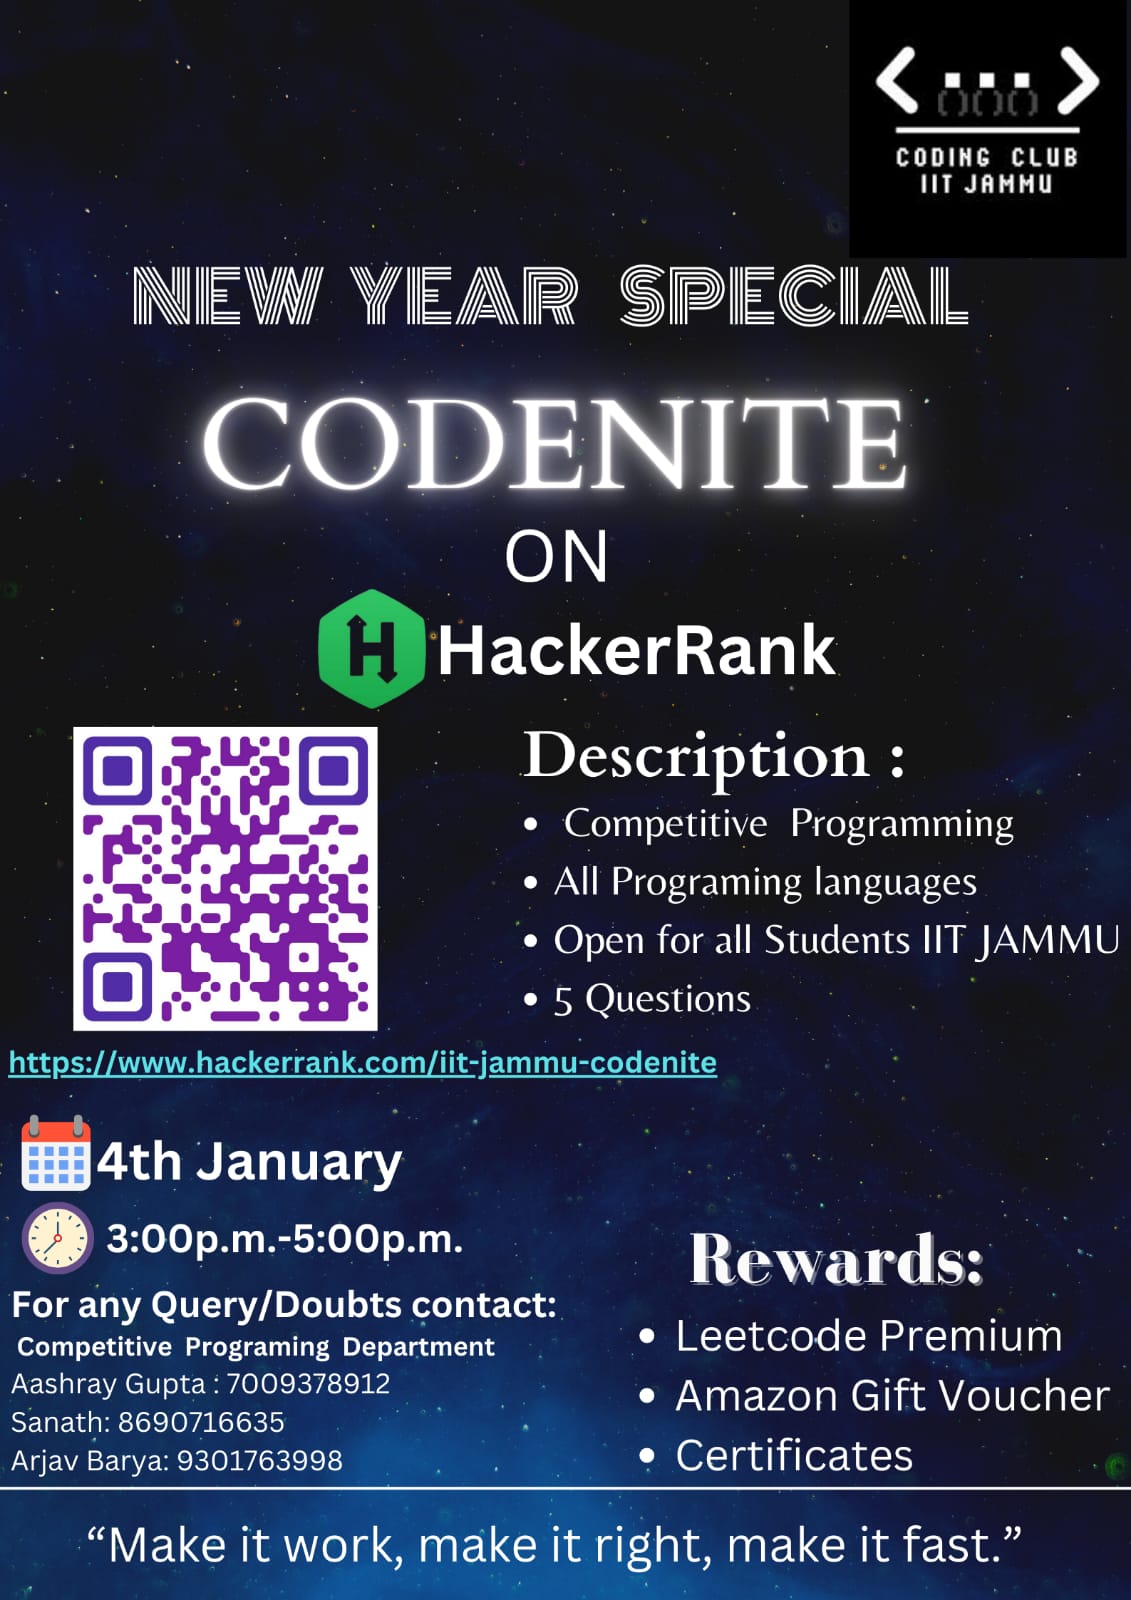 CODING CLUB
IIT JAMMU
NEW YEAR SPECIAL
CODENITE
ON
HackerRank
Description :
• Competitive Programming
• All Programing languages
• Open for all Students IIT JAMMU
• 5 Questions
https://www.hackerrank.com/iit-jammu-codenite
4th January
3:00p.m.-5:00p.m.
For any Query/Doubts contact:
Competitive Programing Department
Aashray Gupta : 7009378912
Sanath: 8690716635
Arjav Barya: 9301763998
Rewards:
• Leetcode Premium
• Amazon Gift Voucher
• Certificates
“Make it work, make it right, make it fast.”